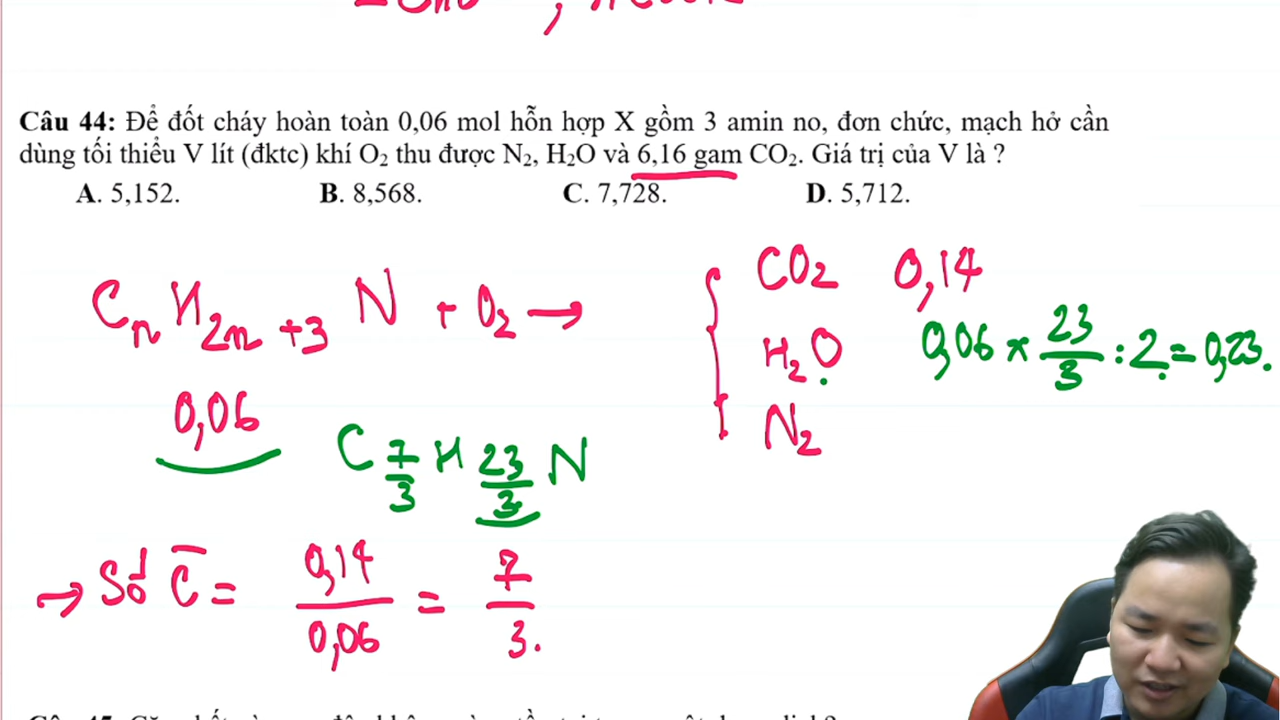 Câu 44: Để đốt cháy hoàn toàn 0,06 mol hỗn hợp X gồm 3 amin no, đơn chức, mạch hở cần
dùng tối thiểu V lít (đktc) khí O₂ thu được N₂, H₂O và 6,16 gam CO₂. Giá trị của V là ?
A. 5,152. B. 8,568. C. 7,728. D. 5,712.
CnH2n+3 N + O₂ → CO₂ 0,14
H₂O 0,06 × 23/3 : 2 = 0,23.
N₂
0,06
C 7/3 H 23/3 N
→ Số C̅ = 0,14/0,06 = 7/3.